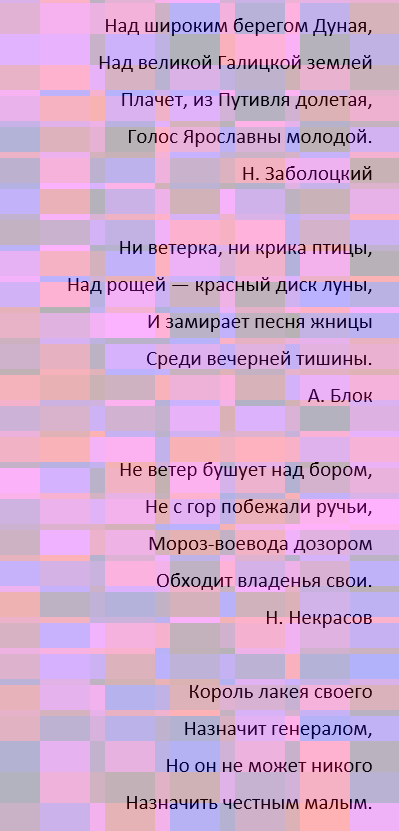 Над широким берегом Дуная,
Над великой Галицкой землей
Плачет, из Путивля долетая,
Голос Ярославны молодой.
Н. Заболоцкий
Ни ветерка, ни крика птицы,
Над рощей — красный диск луны,
И замирает песня жницы
Среди вечерней тишины.
А. Блок
Не ветер бушует над бором,
Не с гор побежали ручьи,
Мороз-воевода дозором
Обходит владенья свои.
Н. Некрасов
Король лакея своего
Назначит генералом,
Но он не может никого
Назначить честным малым.